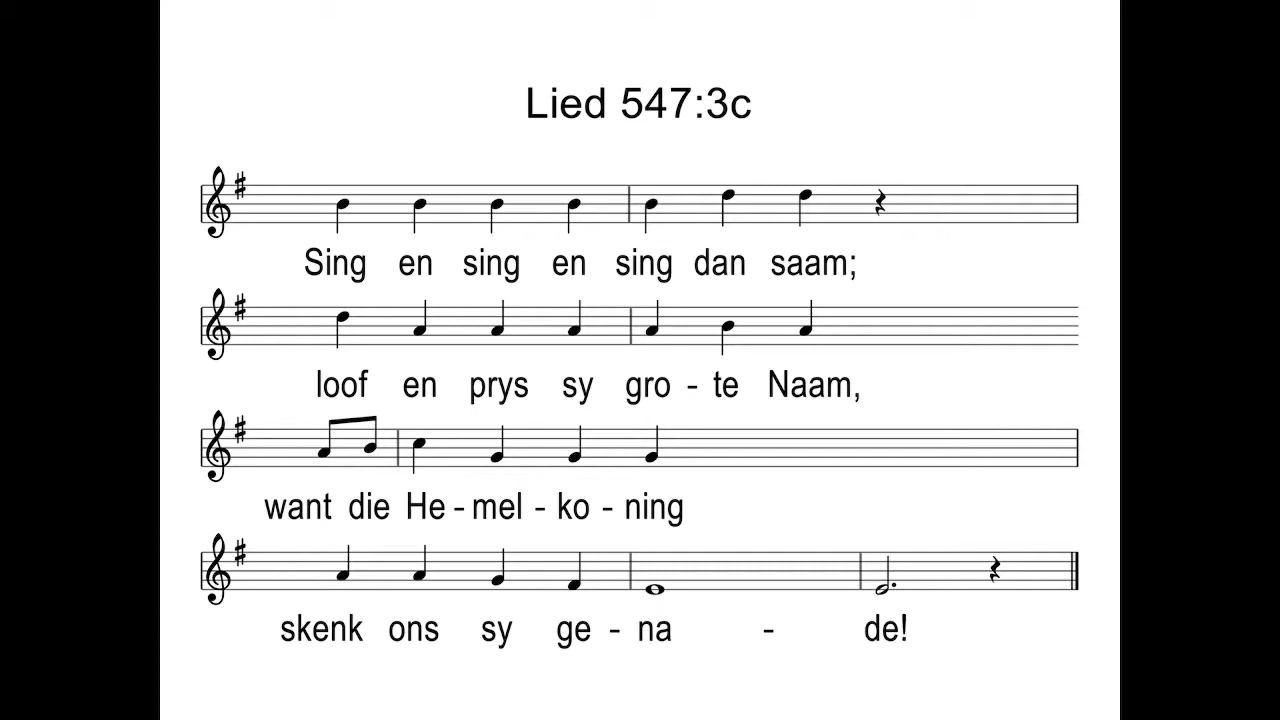 Lied 547:3c
Sing en sing en sing dan saam;
loof en prys sy gro - te Naam,
want die He - mel - ko - ning
skenk ons sy ge - na - de!